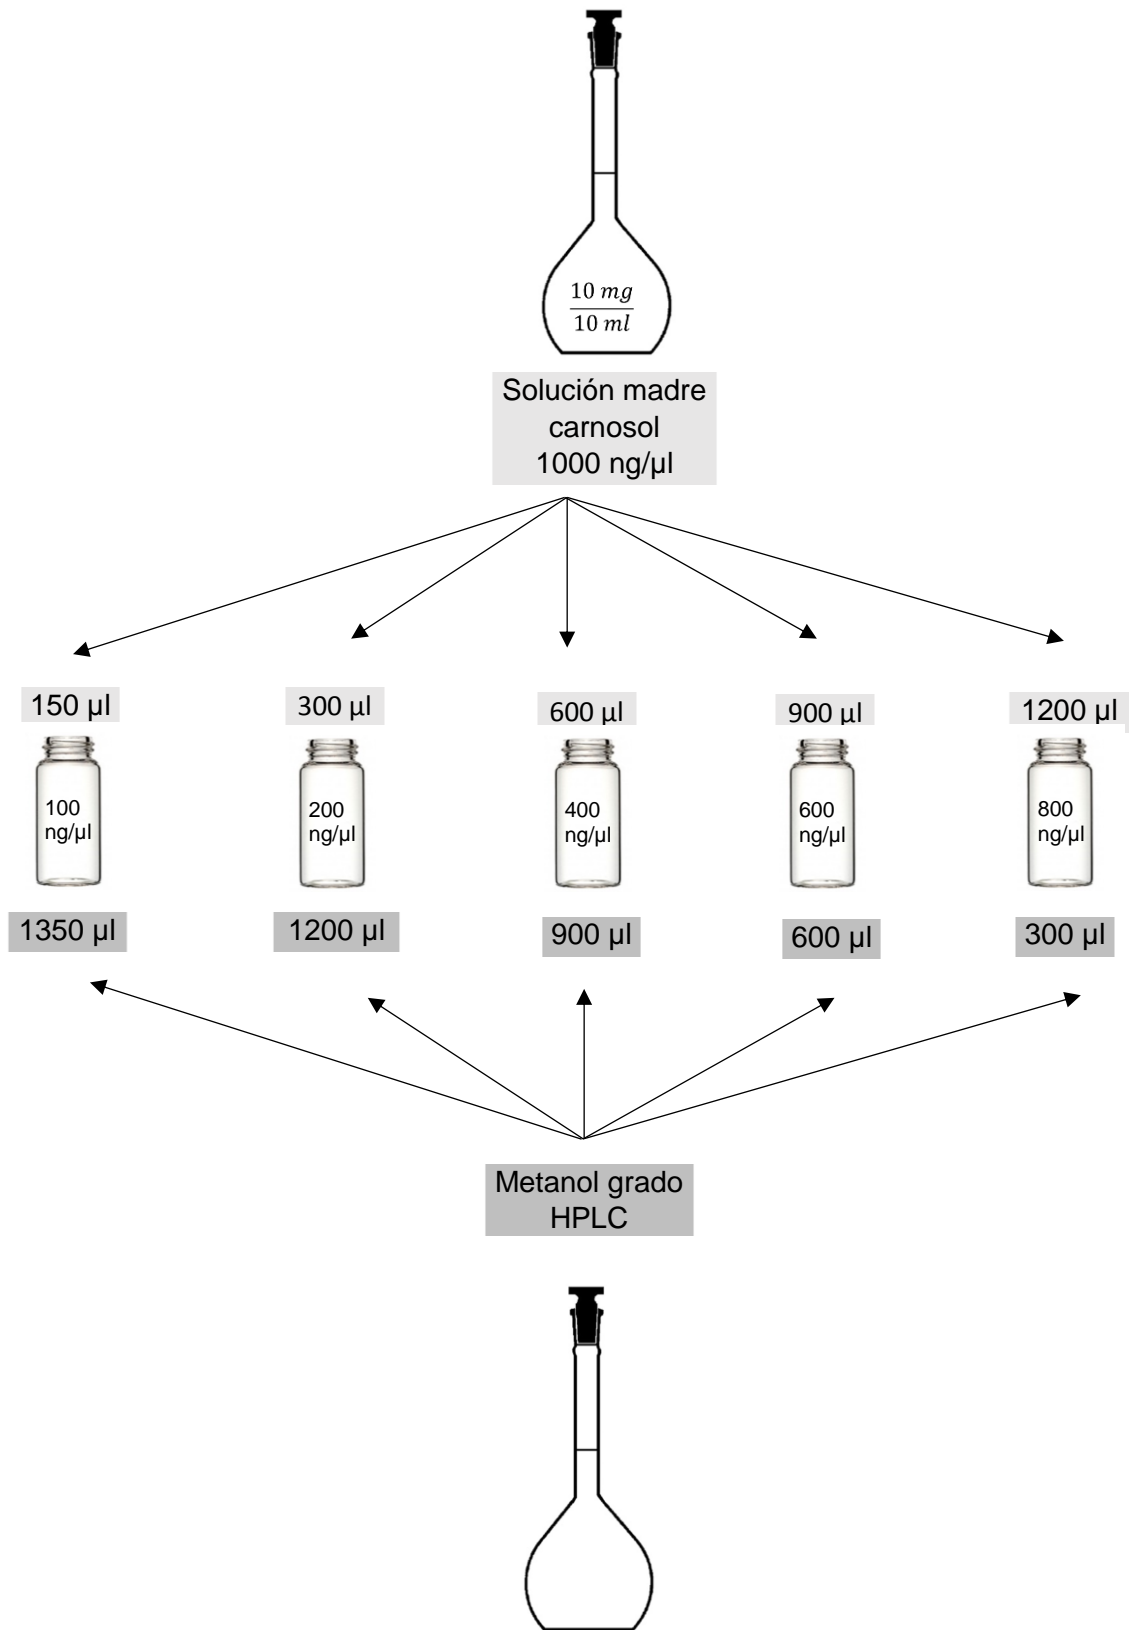 10 mg
10 ml
Solución madre
carnosol
1000 ng/µl
150 µl
300 µl
600 µl
900 µl
1200 µl
100
ng/µl
200
ng/µl
400
ng/µl
600
ng/µl
800
ng/µl
1350 µl
1200 µl
900 µl
600 µl
300 µl
Metanol grado
HPLC